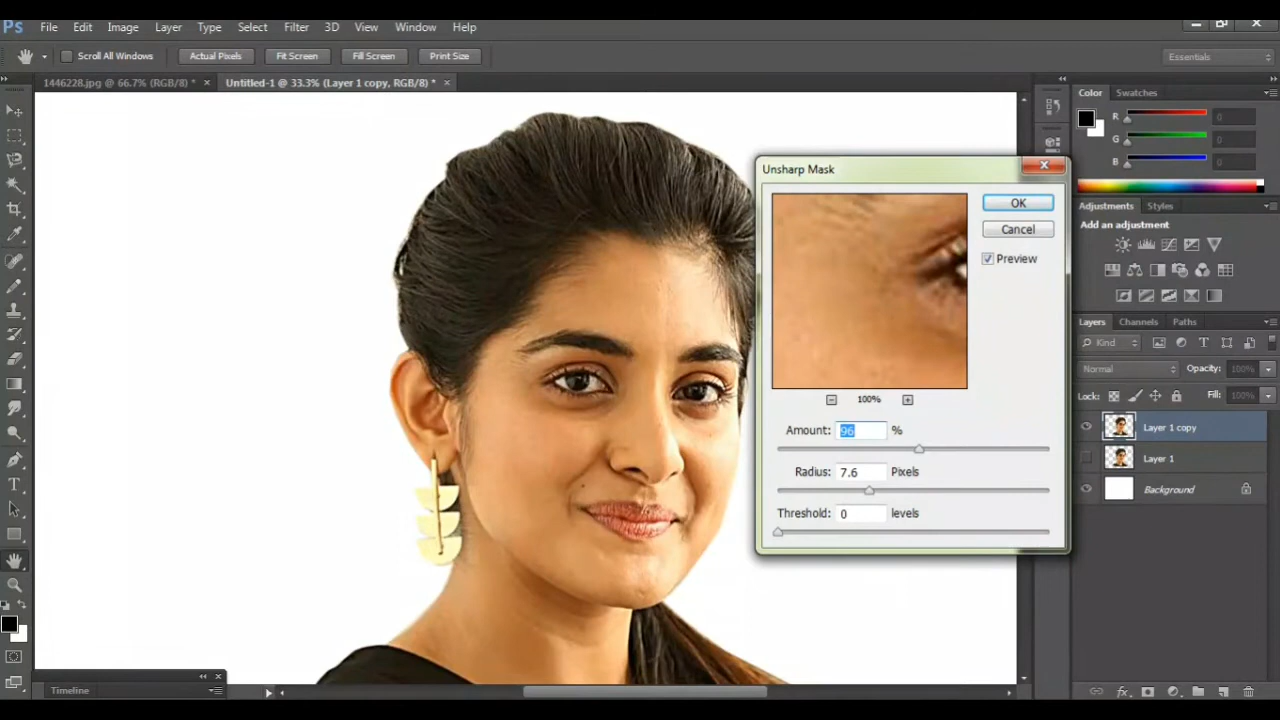 Ps File Edit Image Layer Type Select Filter 3D View Window Help
Scroll All Windows Actual Pixels Fit Screen Fill Screen Print Size Essentials
1446228.jpg @ 66.7% (RGB/8) * × Untitled-1 @ 33.3% (Layer 1 copy, RGB/8) * ×
Color Swatches
R 0
G 0
B 0
Unsharp Mask
OK
Cancel
Preview
100%
Amount: 96 %
Radius: 7.6 Pixels
Threshold: 0 levels
Adjustments Styles
Add an adjustment
Layers Channels Paths
Kind
Normal Opacity: 100%
Lock: Fill: 100%
Layer 1 copy
Layer 1
Background
Timeline